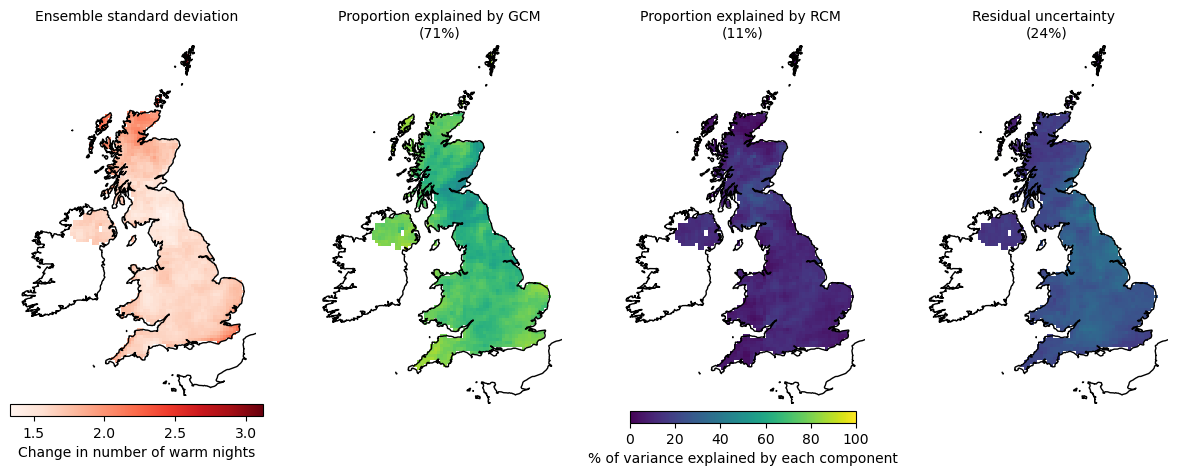 Ensemble standard deviation
Proportion explained by GCM
(71%)
Proportion explained by RCM
(11%)
Residual uncertainty
(24%)
1.5 2.0 2.5 3.0
Change in number of warm nights
0 20 40 60 80 100
% of variance explained by each component